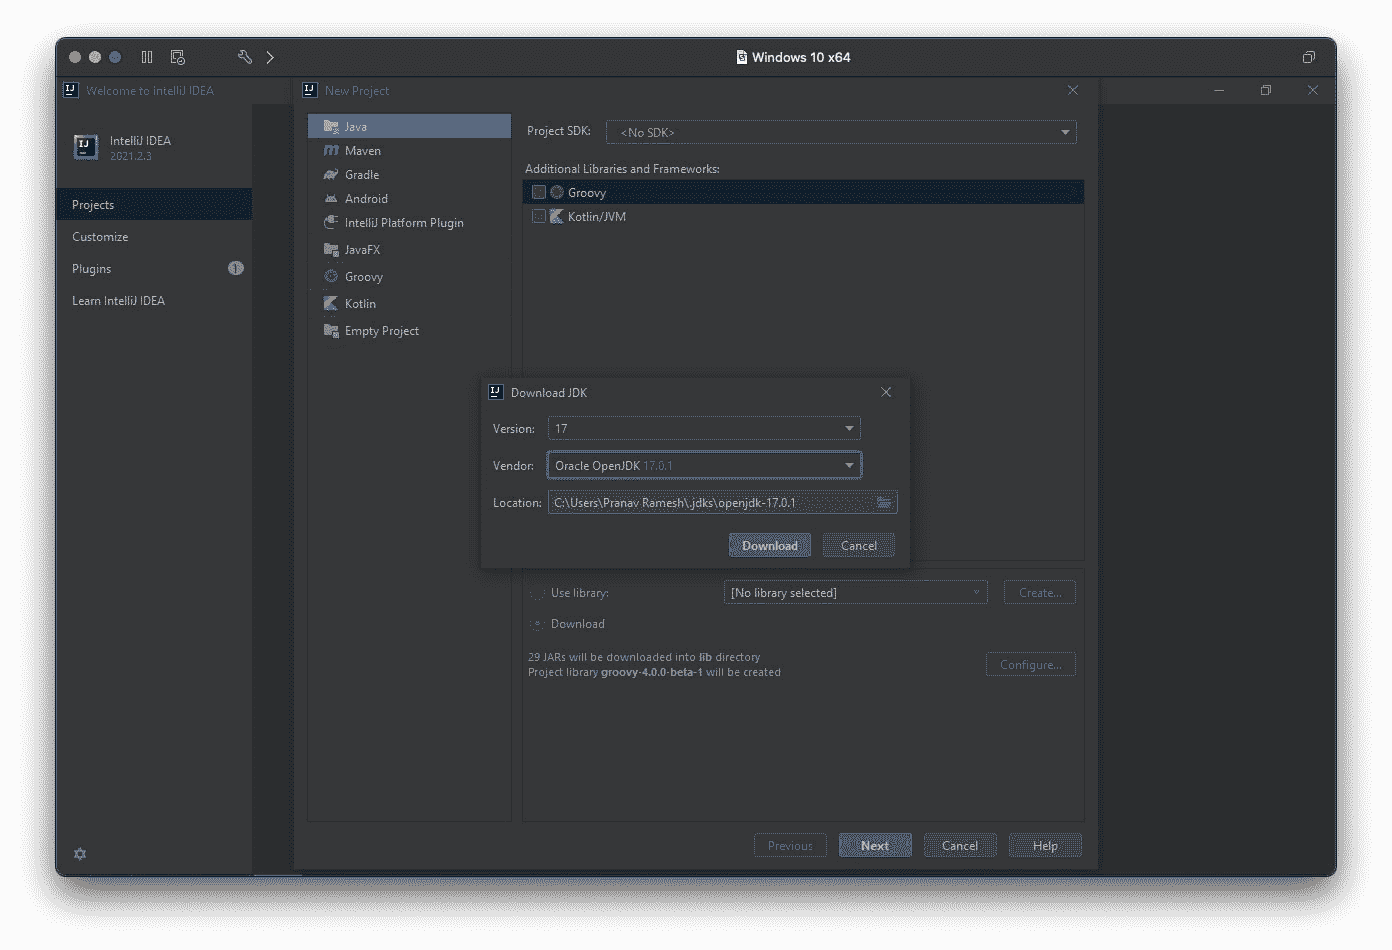 Windows 10 x64
Welcome to IntelliJ IDEA
New Project
IntelliJ IDEA
2021.2.3
Projects
Customize
Plugins
1
Learn IntelliJ IDEA
Java
Maven
Gradle
Android
IntelliJ Platform Plugin
JavaFX
Groovy
Kotlin
Empty Project
Project SDK:
<No SDK>
Additional Libraries and Frameworks:
Groovy
Kotlin/JVM
Download JDK
Version:
17
Vendor:
Oracle OpenJDK 17.0.1
Location:
C:\Users\Pranav Ramesh\.jdks\openjdk-17.0.1
Download
Cancel
Use library:
[No library selected]
Create...
Download
29 JARs will be downloaded into lib directory
Project library groovy-4.0.0-beta-1 will be created
Configure...
Previous
Next
Cancel
Help